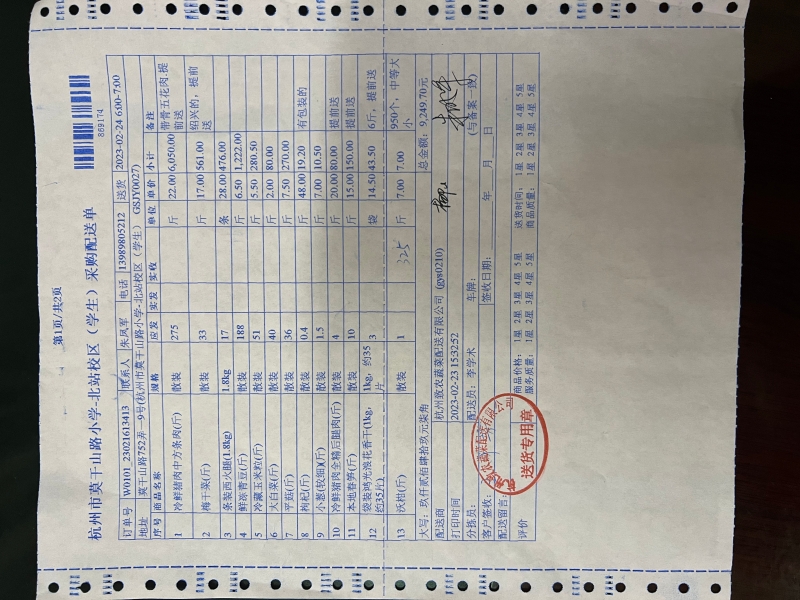 第1页/共2页
杭州市莫干山路小学-北站校区（学生）采购配送单
869174
订单号 W0101_23021613413 联系人 朱凤军 电话 13989805212 送货 2023-02-24 6:00-7:00
地址 莫干山路752弄一9号(杭州市莫干山路小学-北站校区（学生） GSJY0027)
序号 商品名称 规格 应发 实发 实收 单位 单价 小计 备注
1 冷鲜猪肉中方条肉(斤) 散装 275 斤 22.00 6,050.00 带骨五花肉,提前送
2 梅干菜(斤) 散装 33 斤 17.00 561.00 绍兴的，提前送
3 条装西火腿(1.8kg) 1.8kg 17 条 28.00 476.00
4 鲜冻青豆(斤) 散装 188 斤 6.50 1,222.00
5 冷藏玉米粒(斤) 散装 51 斤 5.50 280.50
6 大白菜(斤) 散装 40 斤 2.00 80.00
7 平菇(斤) 散装 36 斤 7.50 270.00
8 枸杞(斤) 散装 0.4 斤 48.00 19.20 有包装的
9 小葱(较细)(斤) 散装 1.5 斤 7.00 10.50
10 冷鲜猪肉全精后腿肉(斤) 散装 4 斤 20.00 80.00 提前送
11 本地春笋(斤) 散装 10 斤 15.00 150.00 提前送
12 袋装鸿光浪花香干(1kg，约35片) 1kg，约35片 3 袋 14.50 43.50 6斤，提前送
13 沃柑(斤) 散装 1 325 斤 7.00 7.00 950个，中等大小
大写：玖仟贰佰肆拾玖元柒角 总金额：9,249.70元
配送商 杭州致农蔬菜配送有限公司 (gys0210)
打印时间 2023-02-23 15:32:52
分拣员： 配送员：李学术 车牌： (与备案一致)
客户签收： 签收日期： 年 月 日
配送留言：
评价 商品价格： 1星 2星 3星 4星 5星 送货时间： 1星 2星 3星 4星 5星
服务质量： 1星 2星 3星 4星 5星 商品质量： 1星 2星 3星 4星 5星
送货专用章